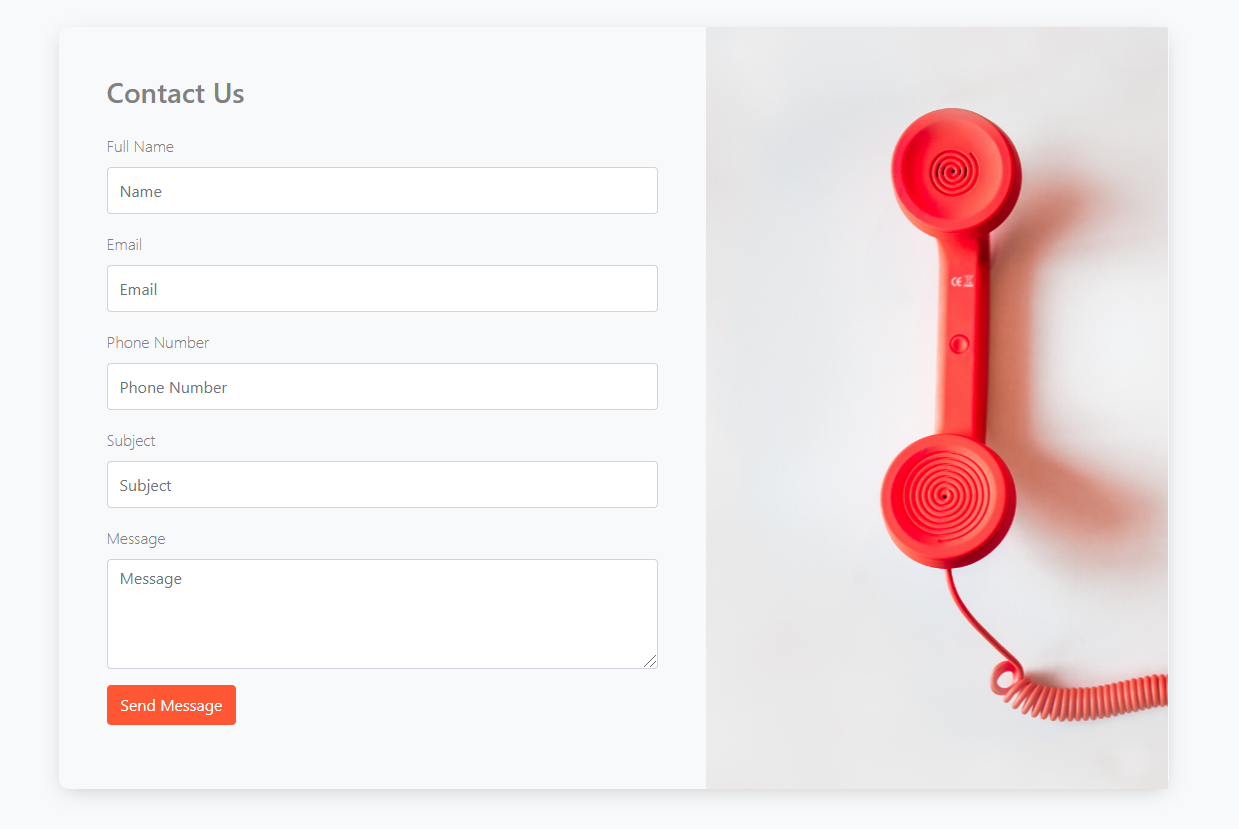 Contact Us
Full Name
Name
Email
Email
Phone Number
Phone Number
Subject
Subject
Message
Message
Send Message
CE